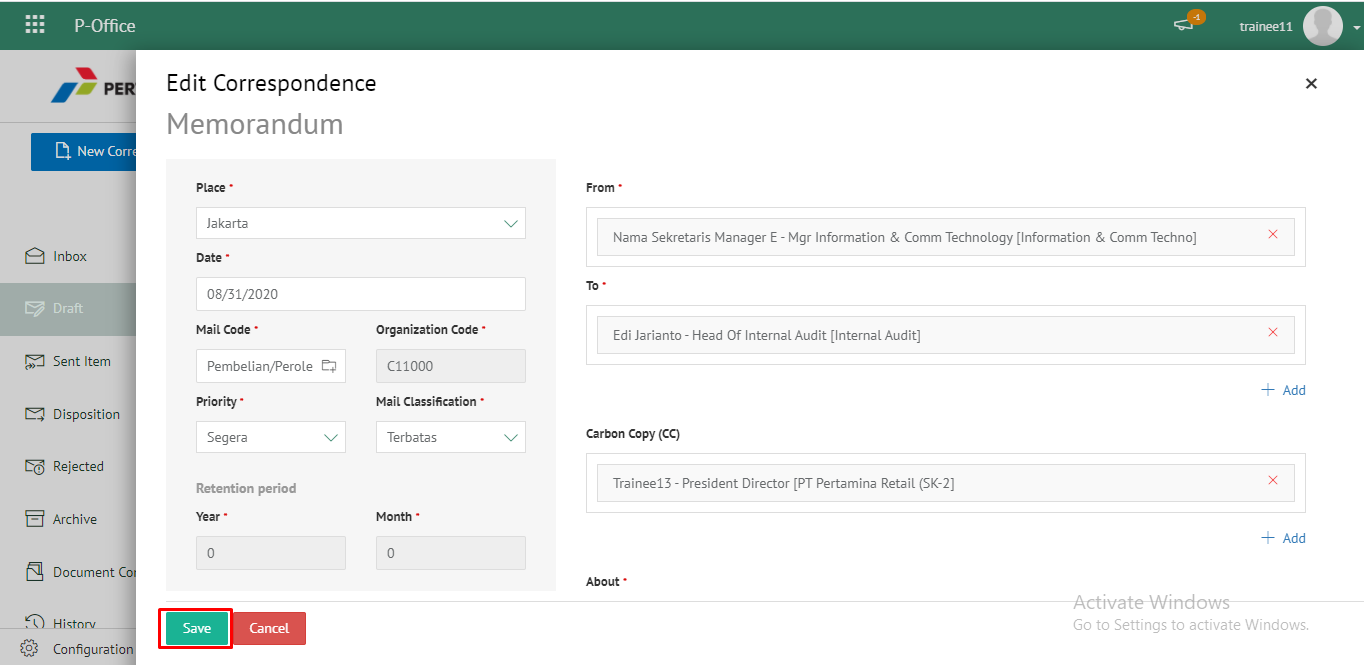 P-Office
-1
trainee11
PER
New Corre
Inbox
Draft
Sent Item
Disposition
Rejected
Archive
Document Cor
History
Configuration
Edit Correspondence
Memorandum
Place *
Jakarta
Date *
08/31/2020
Mail Code *
Organization Code *
Pembelian/Perole
C11000
Priority *
Mail Classification *
Segera
Terbatas
Retention period
Year *
Month *
0
0
From *
Nama Sekretaris Manager E - Mgr Information & Comm Technology [Information & Comm Techno]
To *
Edi Jarianto - Head Of Internal Audit [Internal Audit]
Add
Carbon Copy (CC)
Trainee13 - President Director [PT Pertamina Retail (SK-2]
Add
About *
Save
Cancel
Activate Windows
Go to Settings to activate Windows.